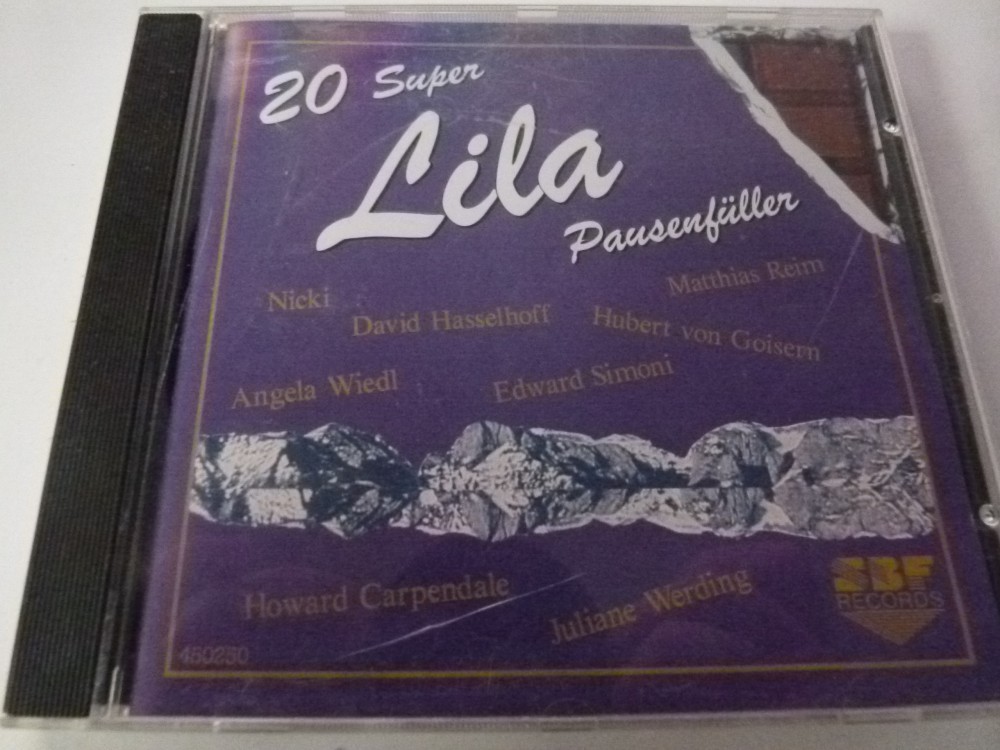 20 Super
Lila
Pausenfüller
Matthias Reim
Nicki
David Hasselhoff
Hubert von Goisern
Angela Wiedl
Edward Simoni
Howard Carpendale
Juliane Werding
SBF
RECORDS
450250